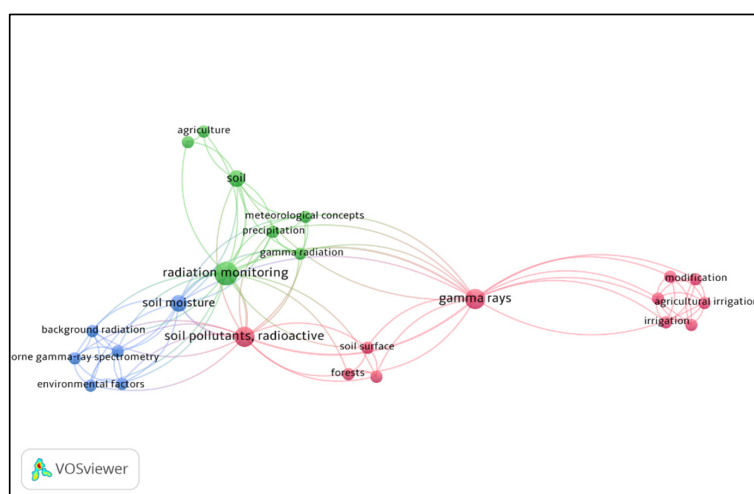 agriculture
soil
meteorological concepts
precipitation
gamma radiation
radiation monitoring
gamma rays
modification
agricultural irrigation
irrigation
soil moisture
soil pollutants, radioactive
background radiation
soil surface
orne gamma-ray spectrometry
forests
environmental factors
VOSviewer